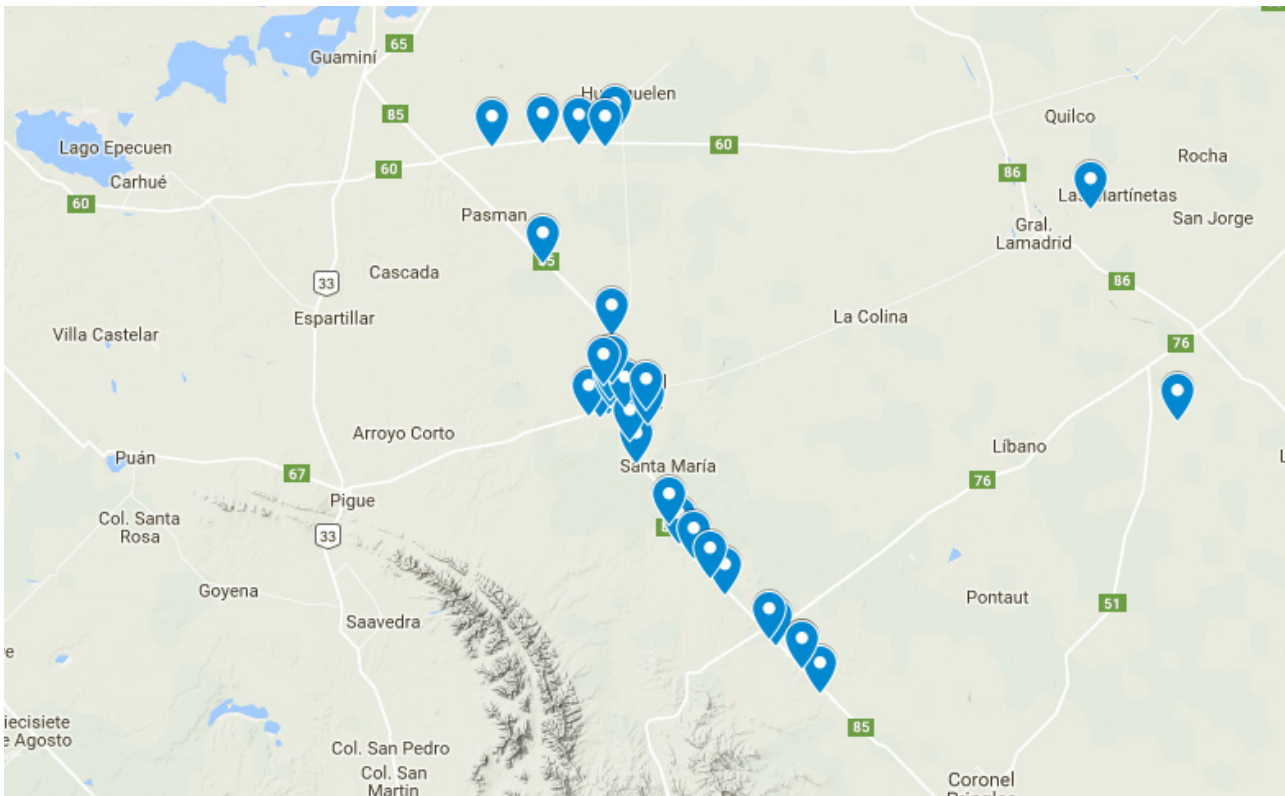 65
Guaminí
85
Quilco
60
Lago Epecuen
60
86
Rocha
Carhué
60
Las
San Jorge
Pasman
Gral.
Lamadrid
Cascada
33
86
Espartillar
La Colina
Villa Castelar
76
Arroyo Corto
Líbano
Puán
Santa María
67
76
Pigue
Col. Santa
Rosa
33
Goyena
Pontaut
51
Saavedra
iecisiete
e Agosto
85
Col. San Pedro
Col. San
Martin
Coronel